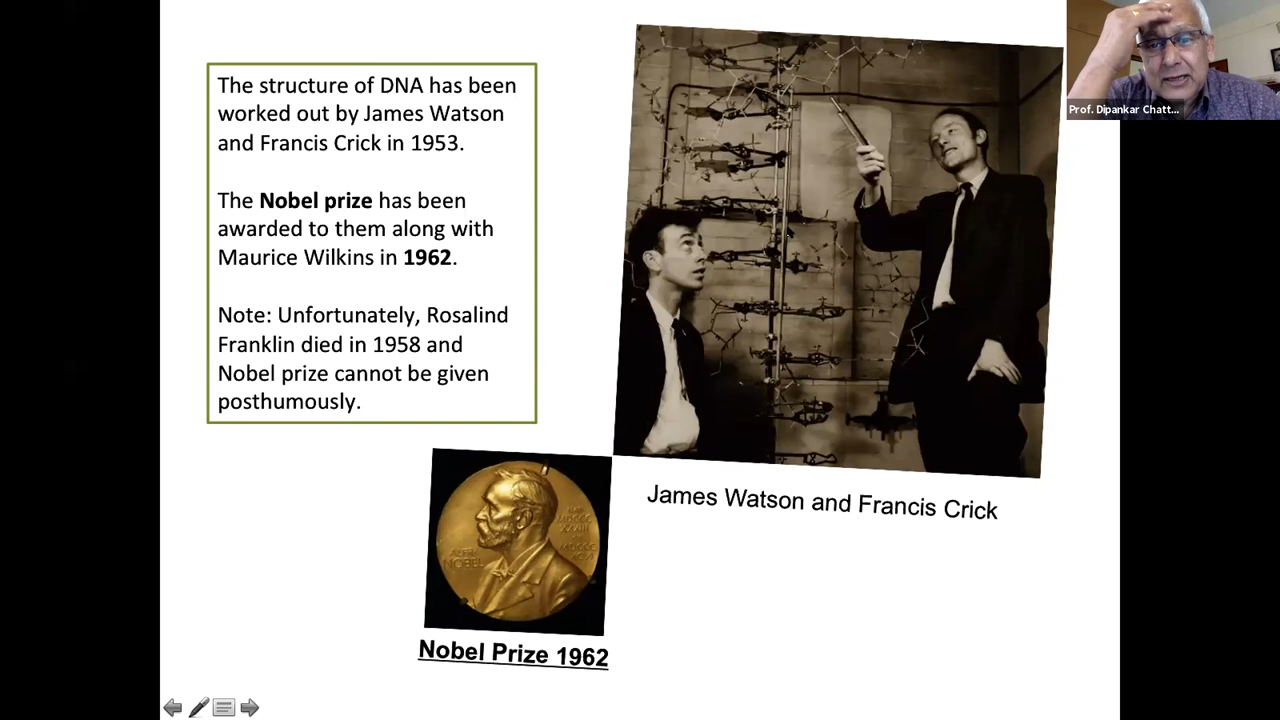 The structure of DNA has been
worked out by James Watson
and Francis Crick in 1953.
The Nobel prize has been
awarded to them along with
Maurice Wilkins in 1962.
Note: Unfortunately, Rosalind
Franklin died in 1958 and
Nobel prize cannot be given
posthumously.
Prof. Dipankar Chatt...
James Watson and Francis Crick
ALFR.
NOBEL
Nobel Prize 1962